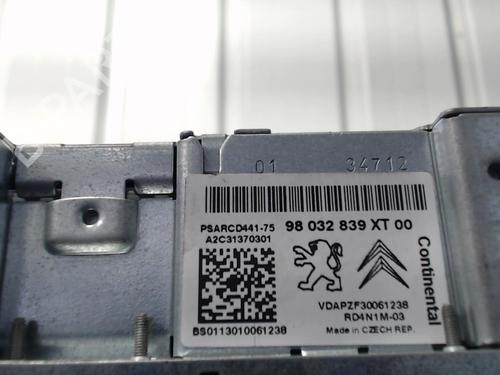 01 34712
PSARCD441-75 98 032 839 XT 00
A2C31370301
Continental
VDAPZF30061238
RD4N1M-03
BS0113010061238 Made in CZECH REP.